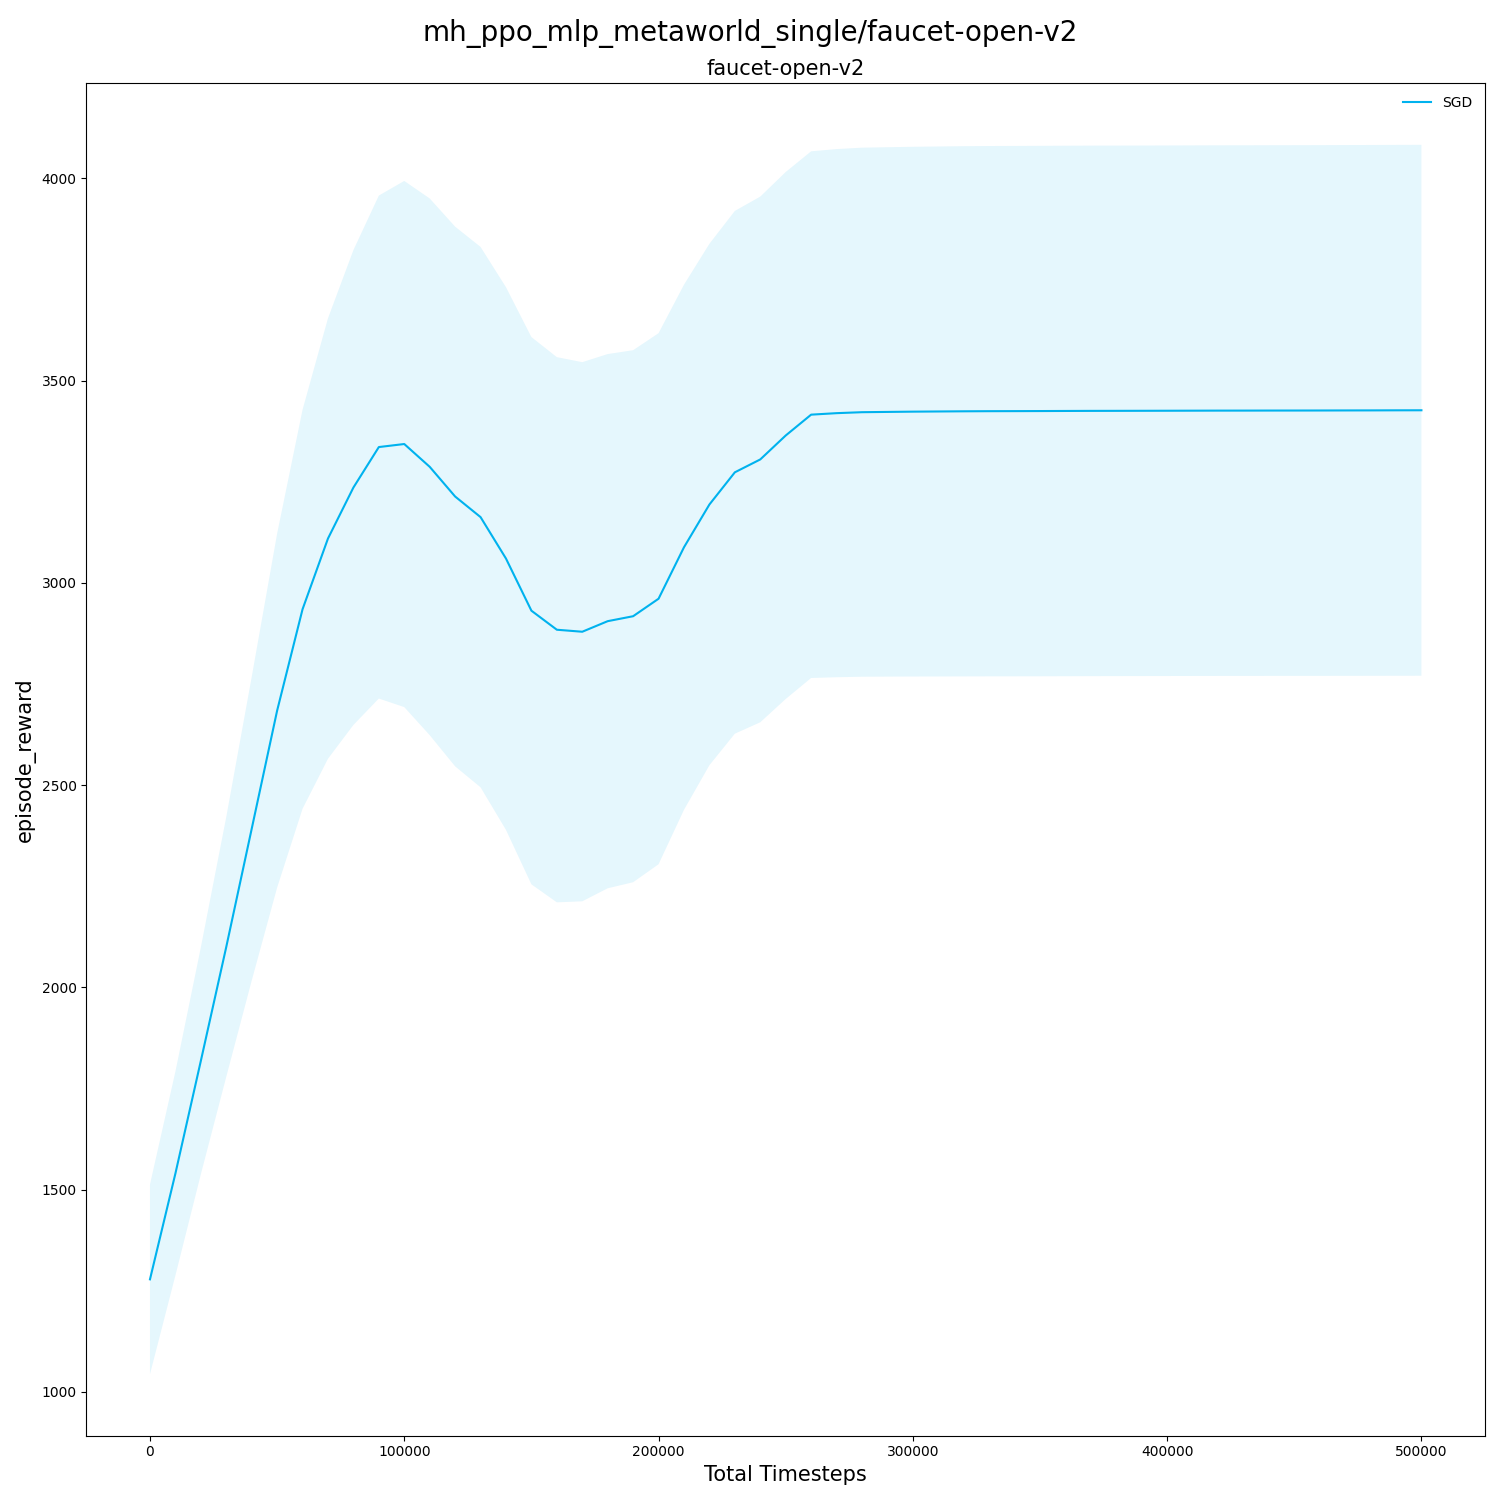 mh_ppo_mlp_metaworld_single/faucet-open-v2
faucet-open-v2
SGD
episode_reward
4000
3500
3000
2500
2000
1500
1000
0 100000 200000 300000 400000 500000
Total Timesteps